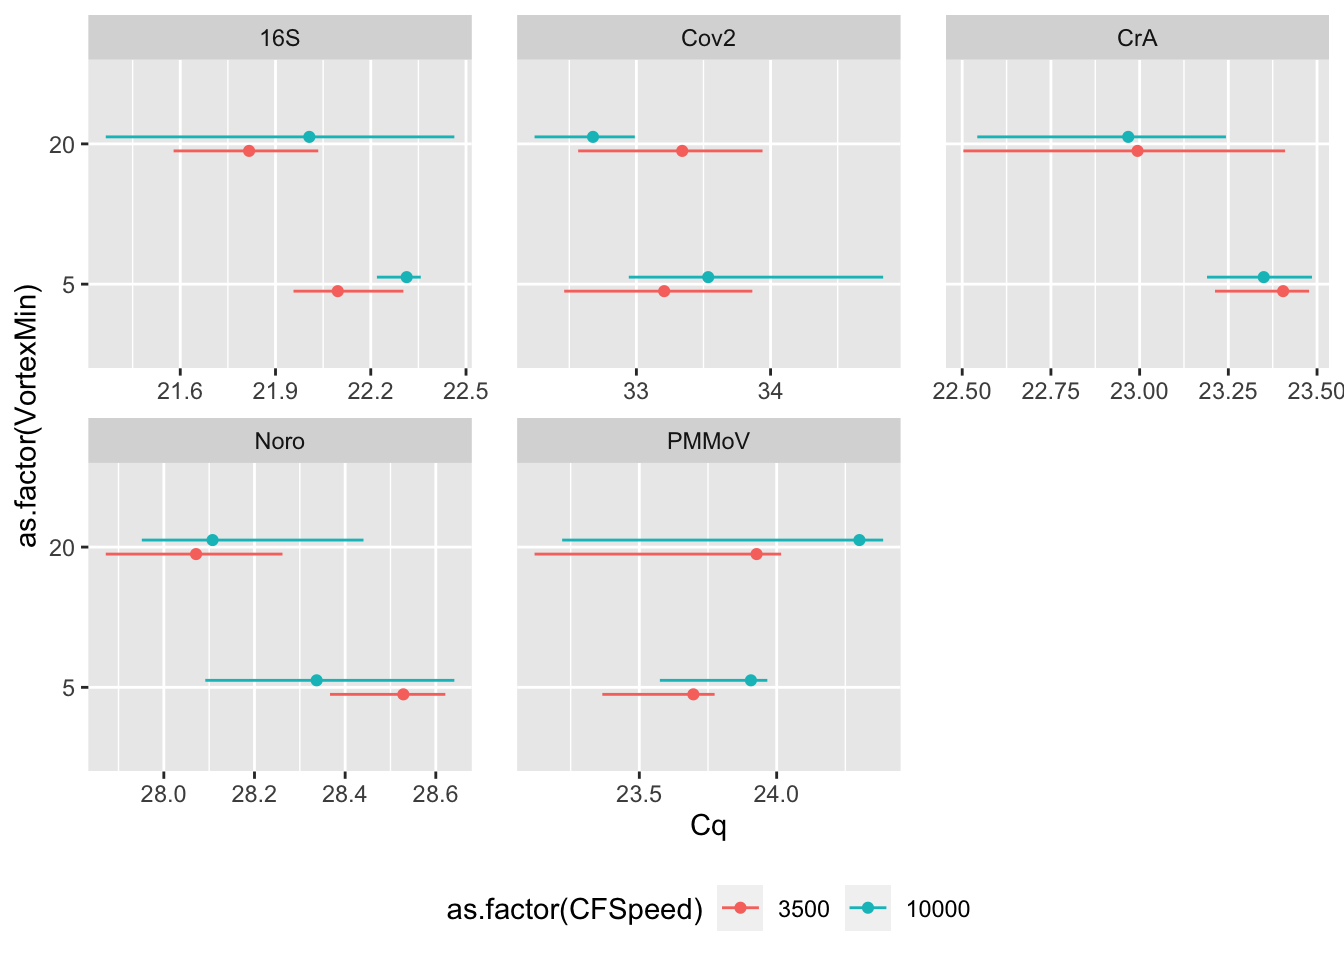 16S Cov2 CrA
20
5
21.6 21.9 22.2 22.5 33 34 22.50 22.75 23.00 23.25 23.50
as.factor(VortexMin)
Noro PMMoV
20
5
28.0 28.2 28.4 28.6 23.5 24.0
Cq
as.factor(CFSpeed) 3500 10000